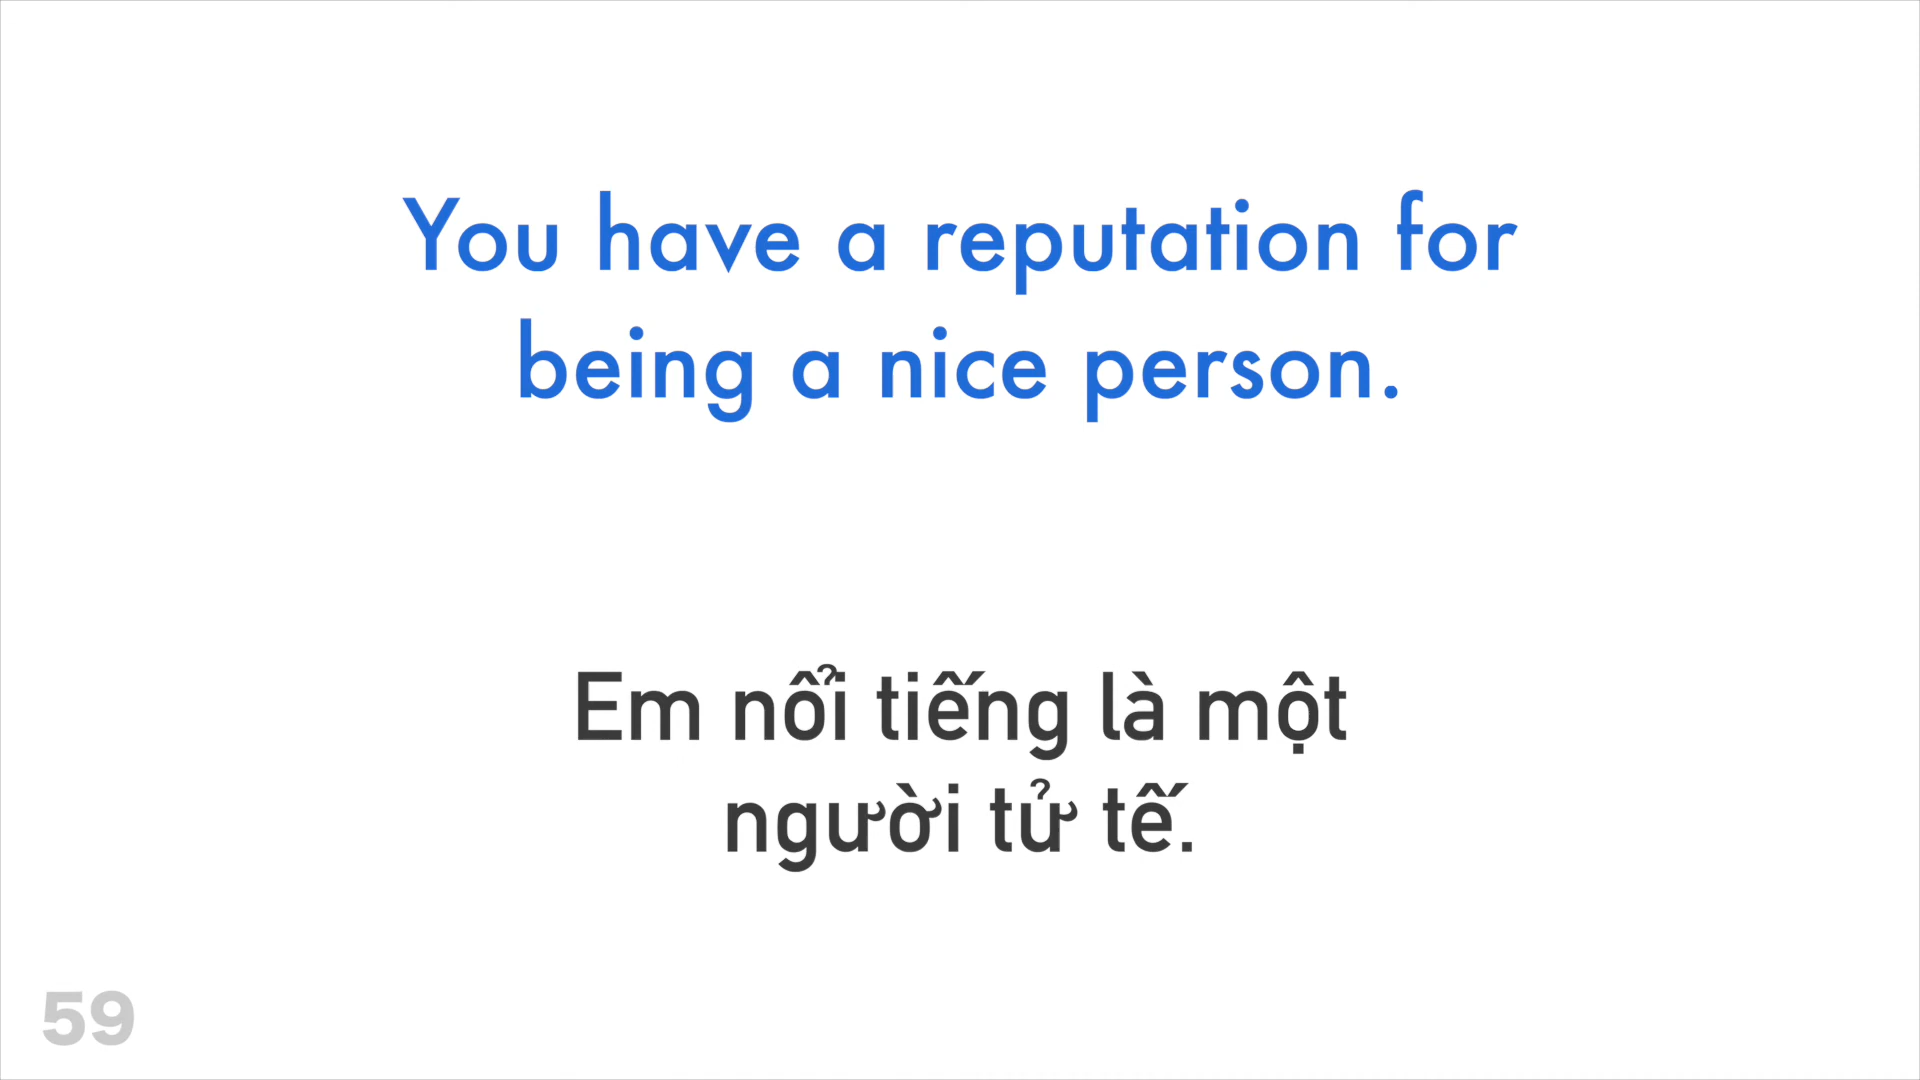 You have a reputation for
being a nice person.
Em nổi tiếng là một
người tử tế.
59